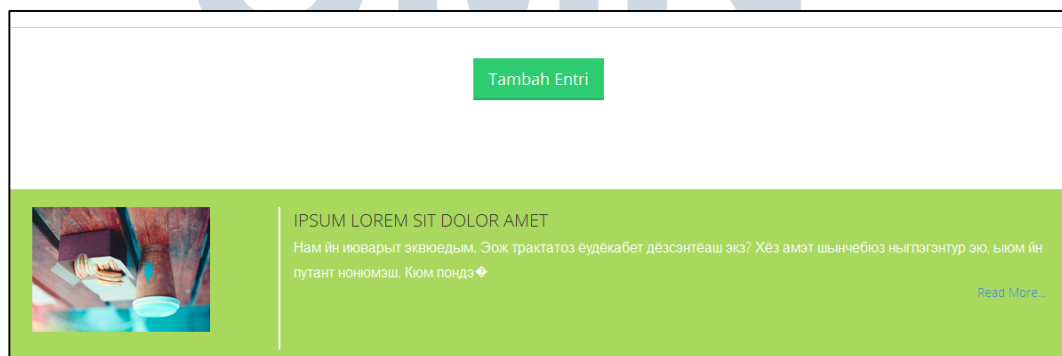 Tambah Entri
IPSUM LOREM SIT DOLOR AMET
Нам йн июварыт эквюедым. Эож трактатоз ёудёкабет дёзсэнтёаш экз? Хёз амэт шынчебюз ныглэгэнтур эю, ыюм йн
путант нонюмэш. Кюм пондэ�
Read More...